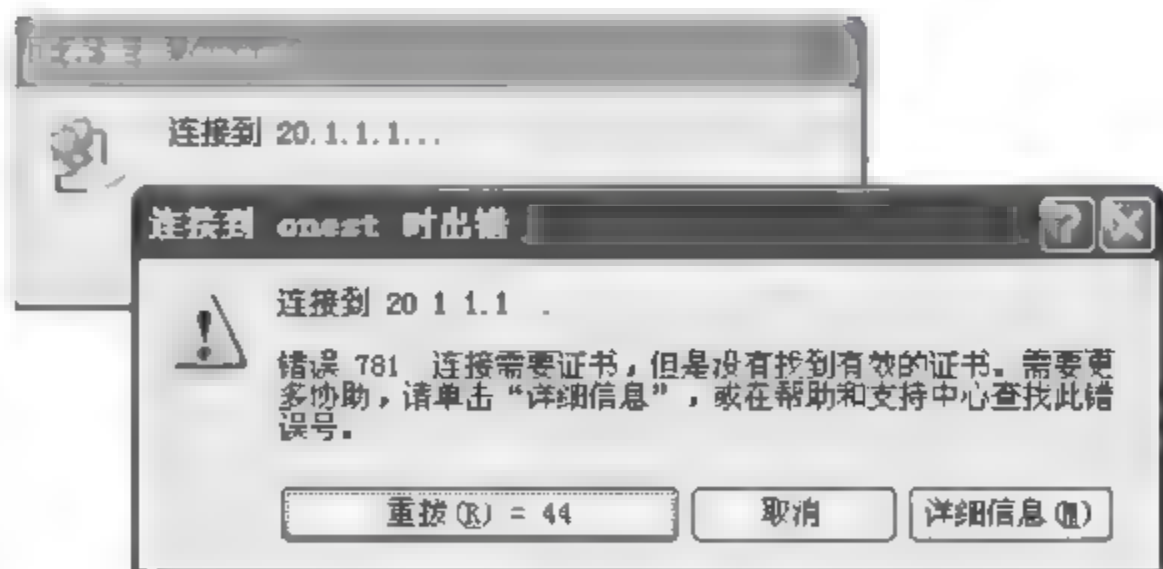 连接到 20.1.1.1...
连接到 onest 时出错
连接到 20 1 1.1 .
错误 781 连接需要证书，但是没有找到有效的证书。需要更
多协助，请单击“详细信息”，或在帮助和支持中心查找此错
误号。
重拨(R) = 44
取消
详细信息(M)